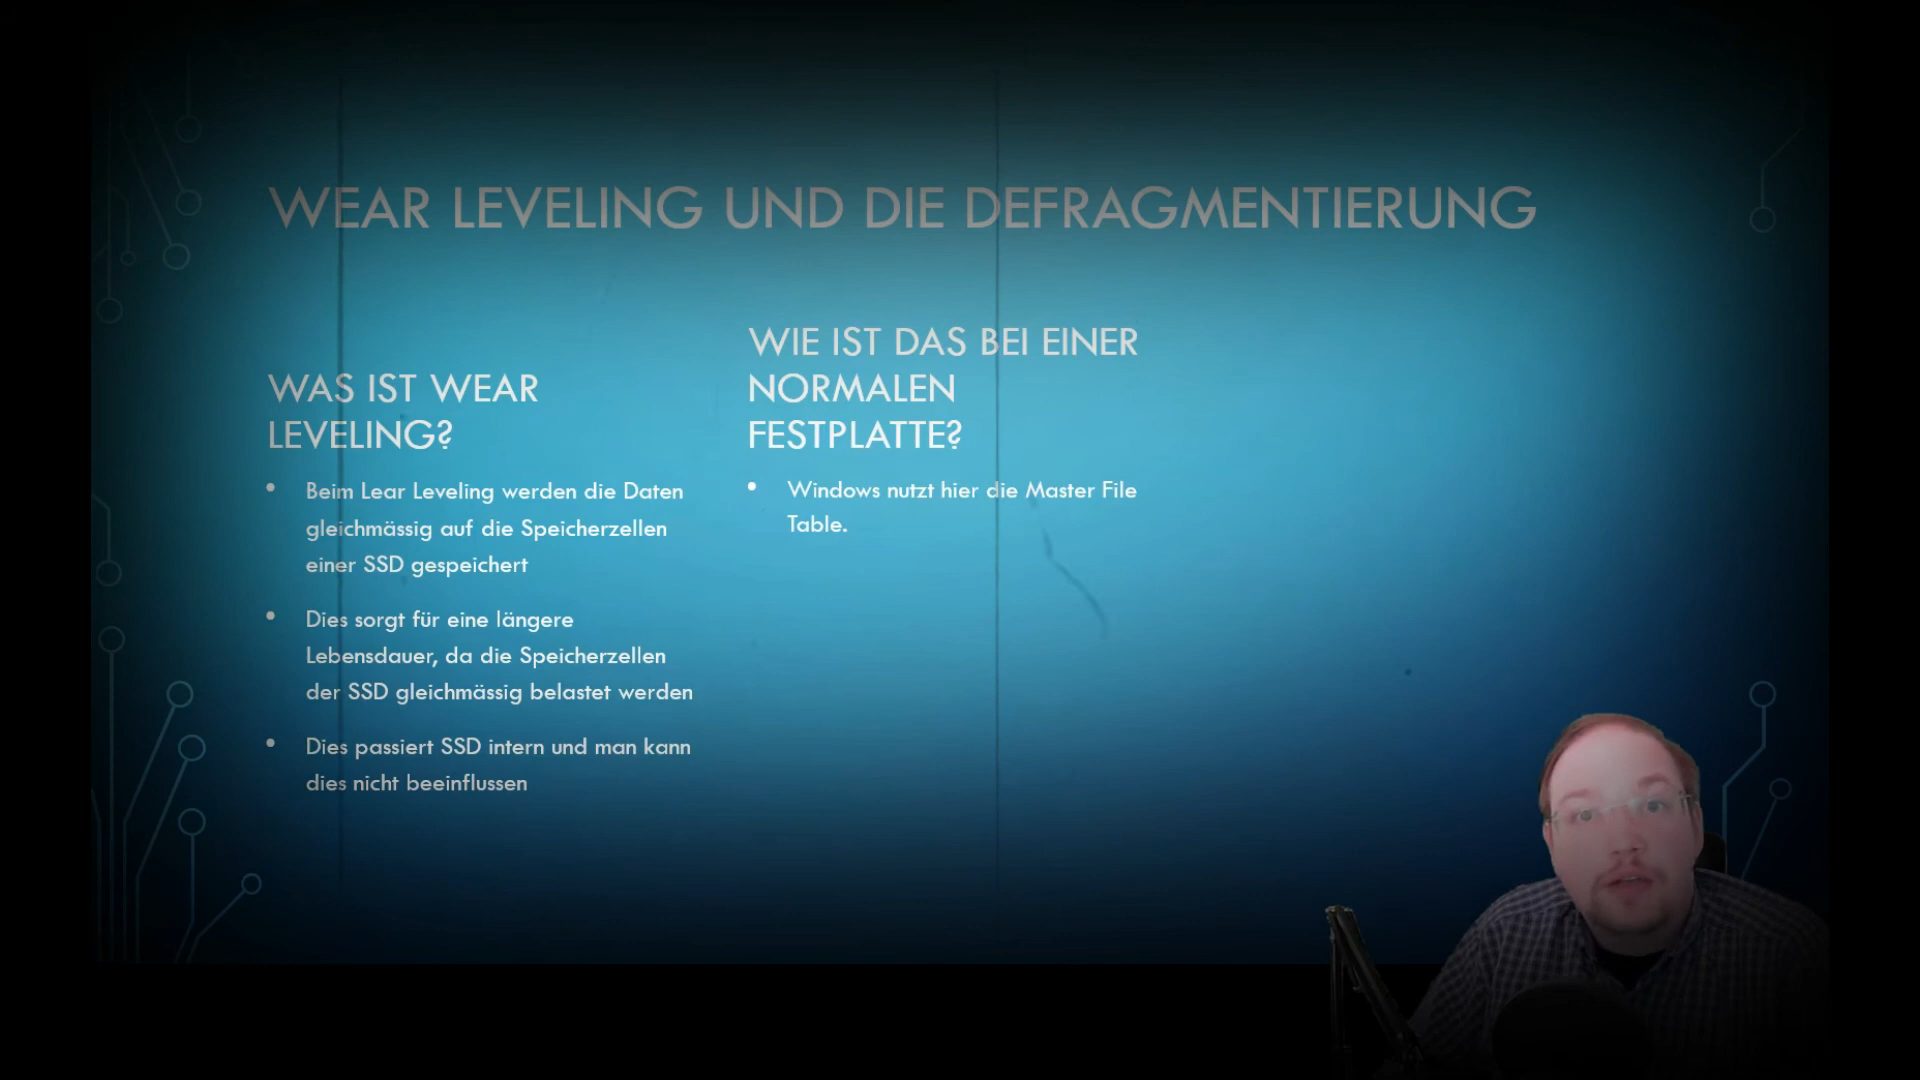 WEAR LEVELING UND DIE DEFRAGMENTIERUNG
WAS IST WEAR
LEVELING?
• Beim Lear Leveling werden die Daten
gleichmässig auf die Speicherzellen
einer SSD gespeichert
• Dies sorgt für eine längere
Lebensdauer, da die Speicherzellen
der SSD gleichmässig belastet werden
• Dies passiert SSD intern und man kann
dies nicht beeinflussen
WIE IST DAS BEI EINER
NORMALEN
FESTPLATTE?
• Windows nutzt hier die Master File
Table.